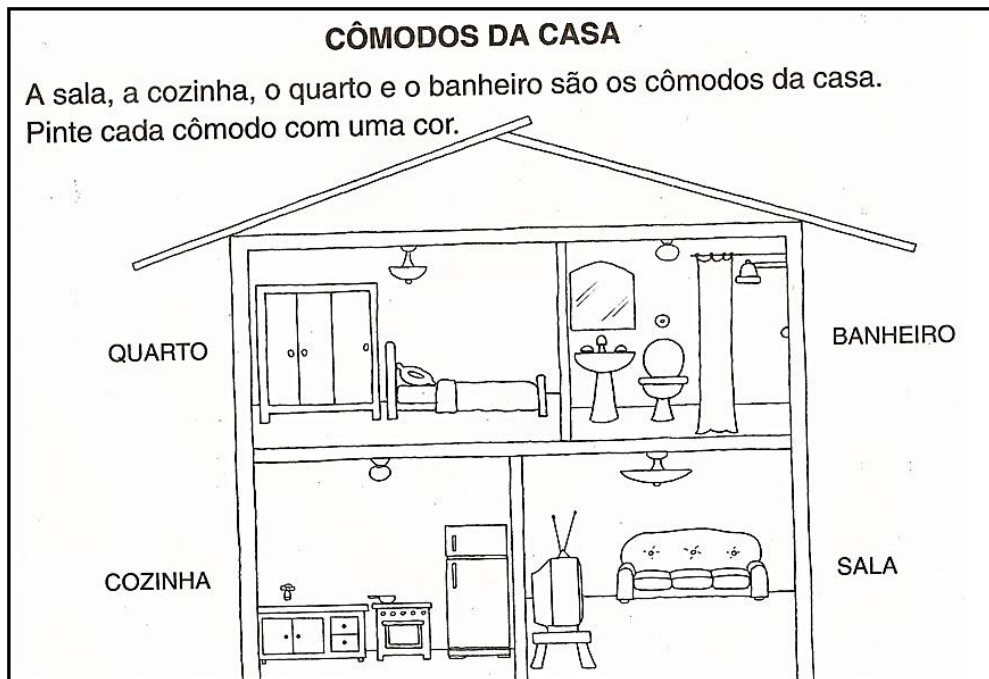 CÔMODOS DA CASA
A sala, a cozinha, o quarto e o banheiro são os cômodos da casa.
Pinte cada cômodo com uma cor.
QUARTO
BANHEIRO
COZINHA
SALA